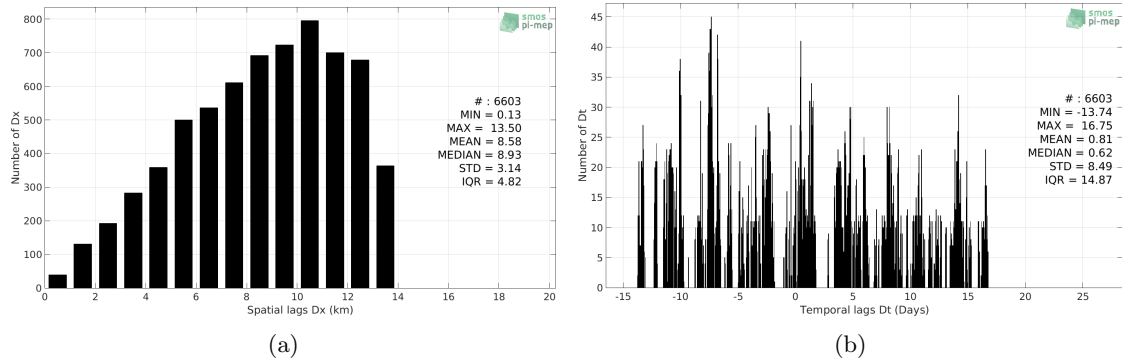 smos
pi-mep
800
700
600
500
400
300
200
100
0
Number of Dx
# : 6603
MIN = 0.13
MAX = 13.50
MEAN = 8.58
MEDIAN = 8.93
STD = 3.14
IQR = 4.82
0 2 4 6 8 10 12 14 16 18 20
Spatial lags Dx (km)
(a)
smos
pi-mep
45
40
35
30
25
20
15
10
5
0
Number of Dt
# : 6603
MIN = -13.74
MAX = 16.75
MEAN = 0.81
MEDIAN = 0.62
STD = 8.49
IQR = 14.87
-15 -10 -5 0 5 10 15 20 25
Temporal lags Dt (Days)
(b)